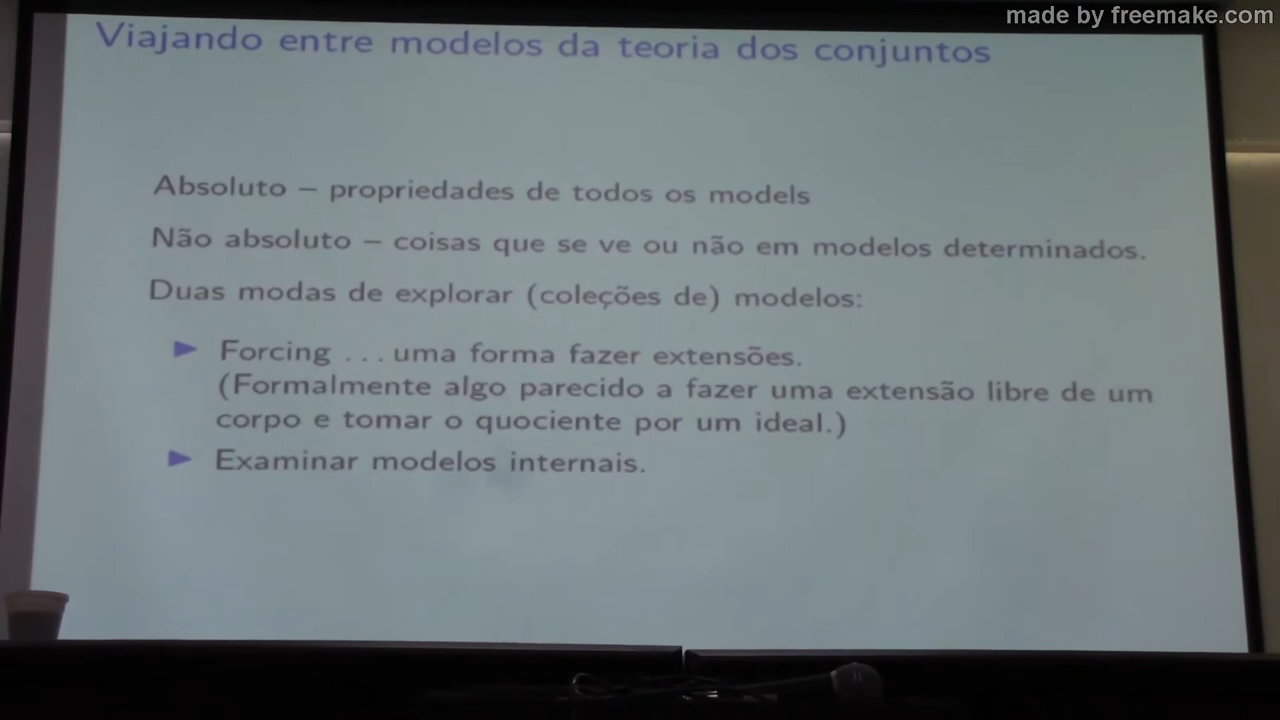 made by freemake.com
Viajando entre modelos da teoria dos conjuntos
Absoluto – propriedades de todos os models
Não absoluto – coisas que se ve ou não em modelos determinados.
Duas modas de explorar (coleções de) modelos:
► Forcing ... uma forma fazer extensões.
(Formalmente algo parecido a fazer uma extensão libre de um
corpo e tomar o quociente por um ideal.)
► Examinar modelos internais.